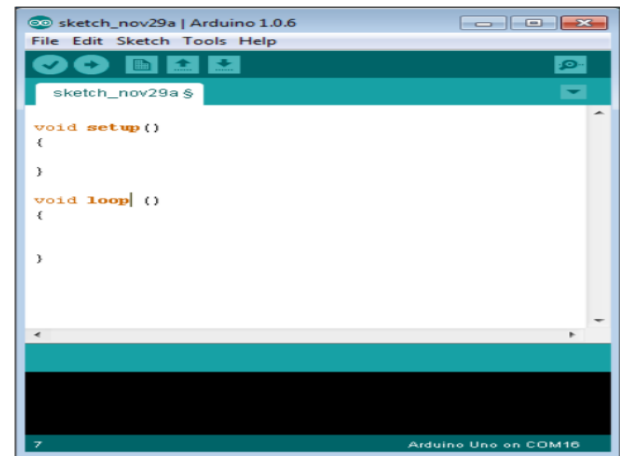 sketch_nov29a | Arduino 1.0.6
File Edit Sketch Tools Help
sketch_nov29a §
void setup()
{
}
void loop ()
{
}
7 Arduino Uno on COM16